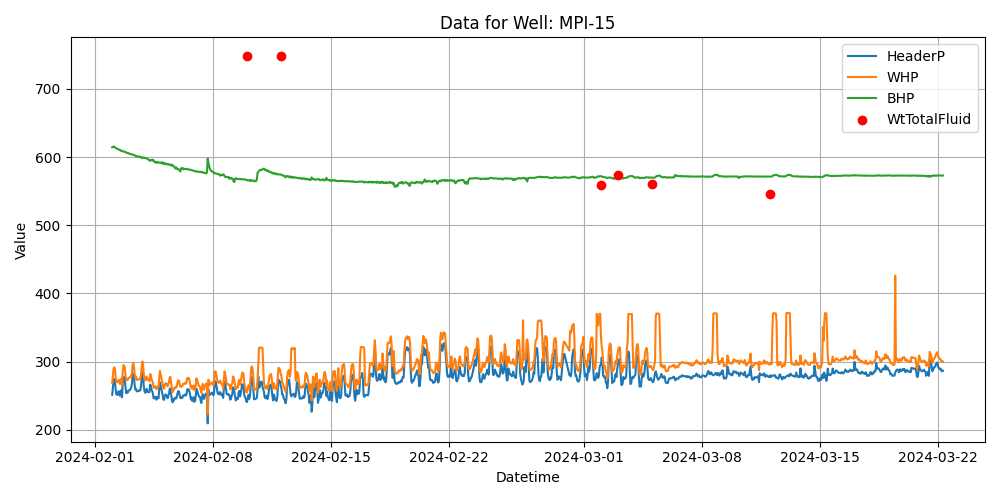 Data for Well: MPI-15
HeaderP
WHP
BHP
WtTotalFluid
700
600
500
400
300
200
Value
2024-02-01
2024-02-08
2024-02-15
2024-02-22
2024-03-01
2024-03-08
2024-03-15
2024-03-22
Datetime